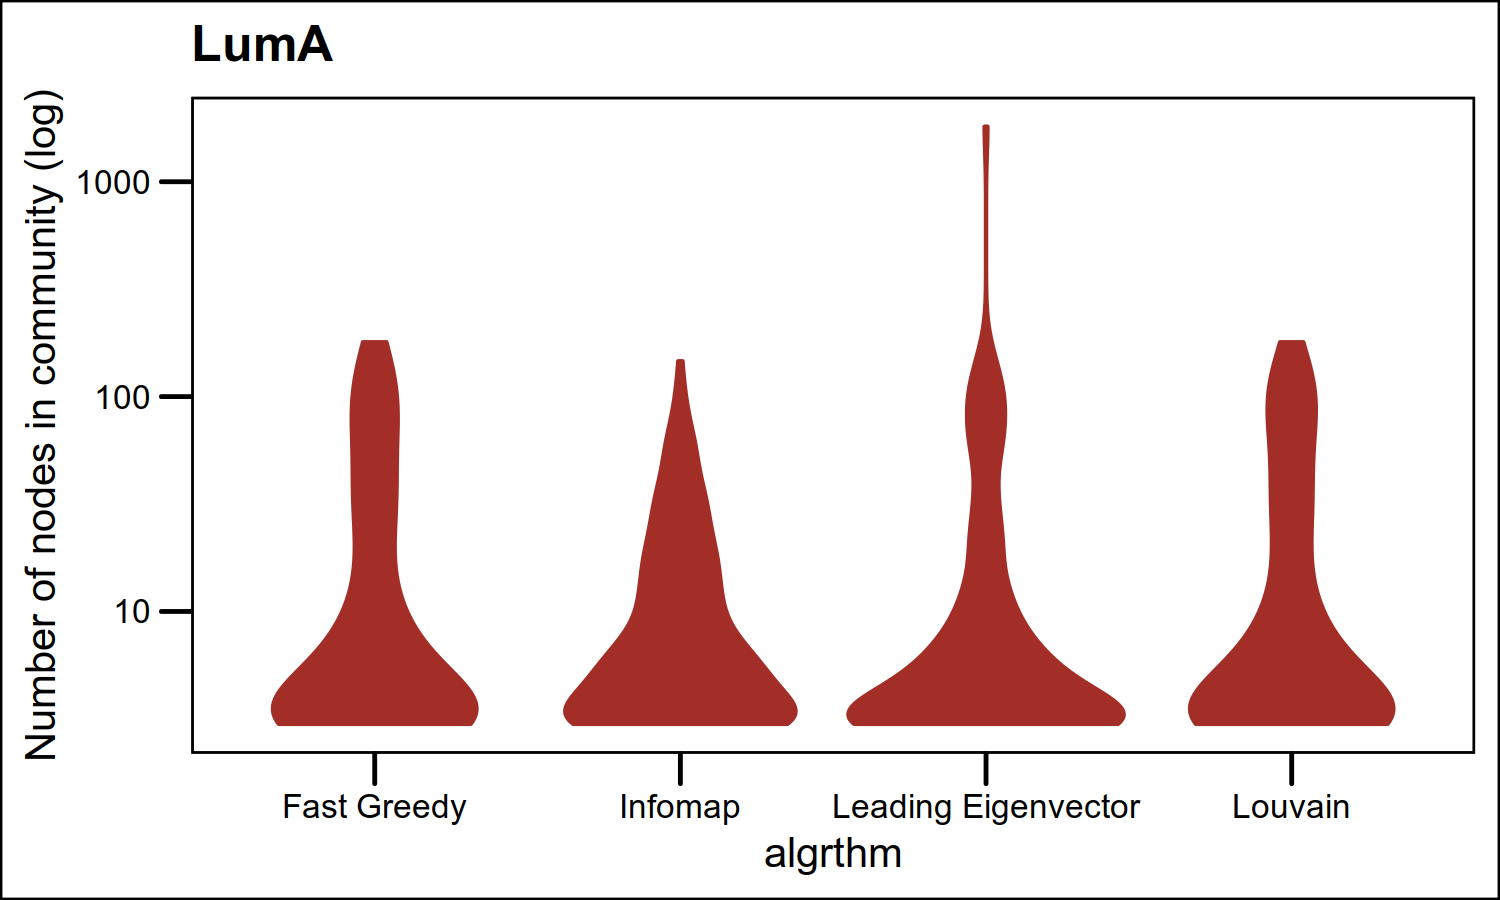 LumA
Number of nodes in community (log)
1000
100
10
Fast Greedy
Infomap
Leading Eigenvector
Louvain
algrthm